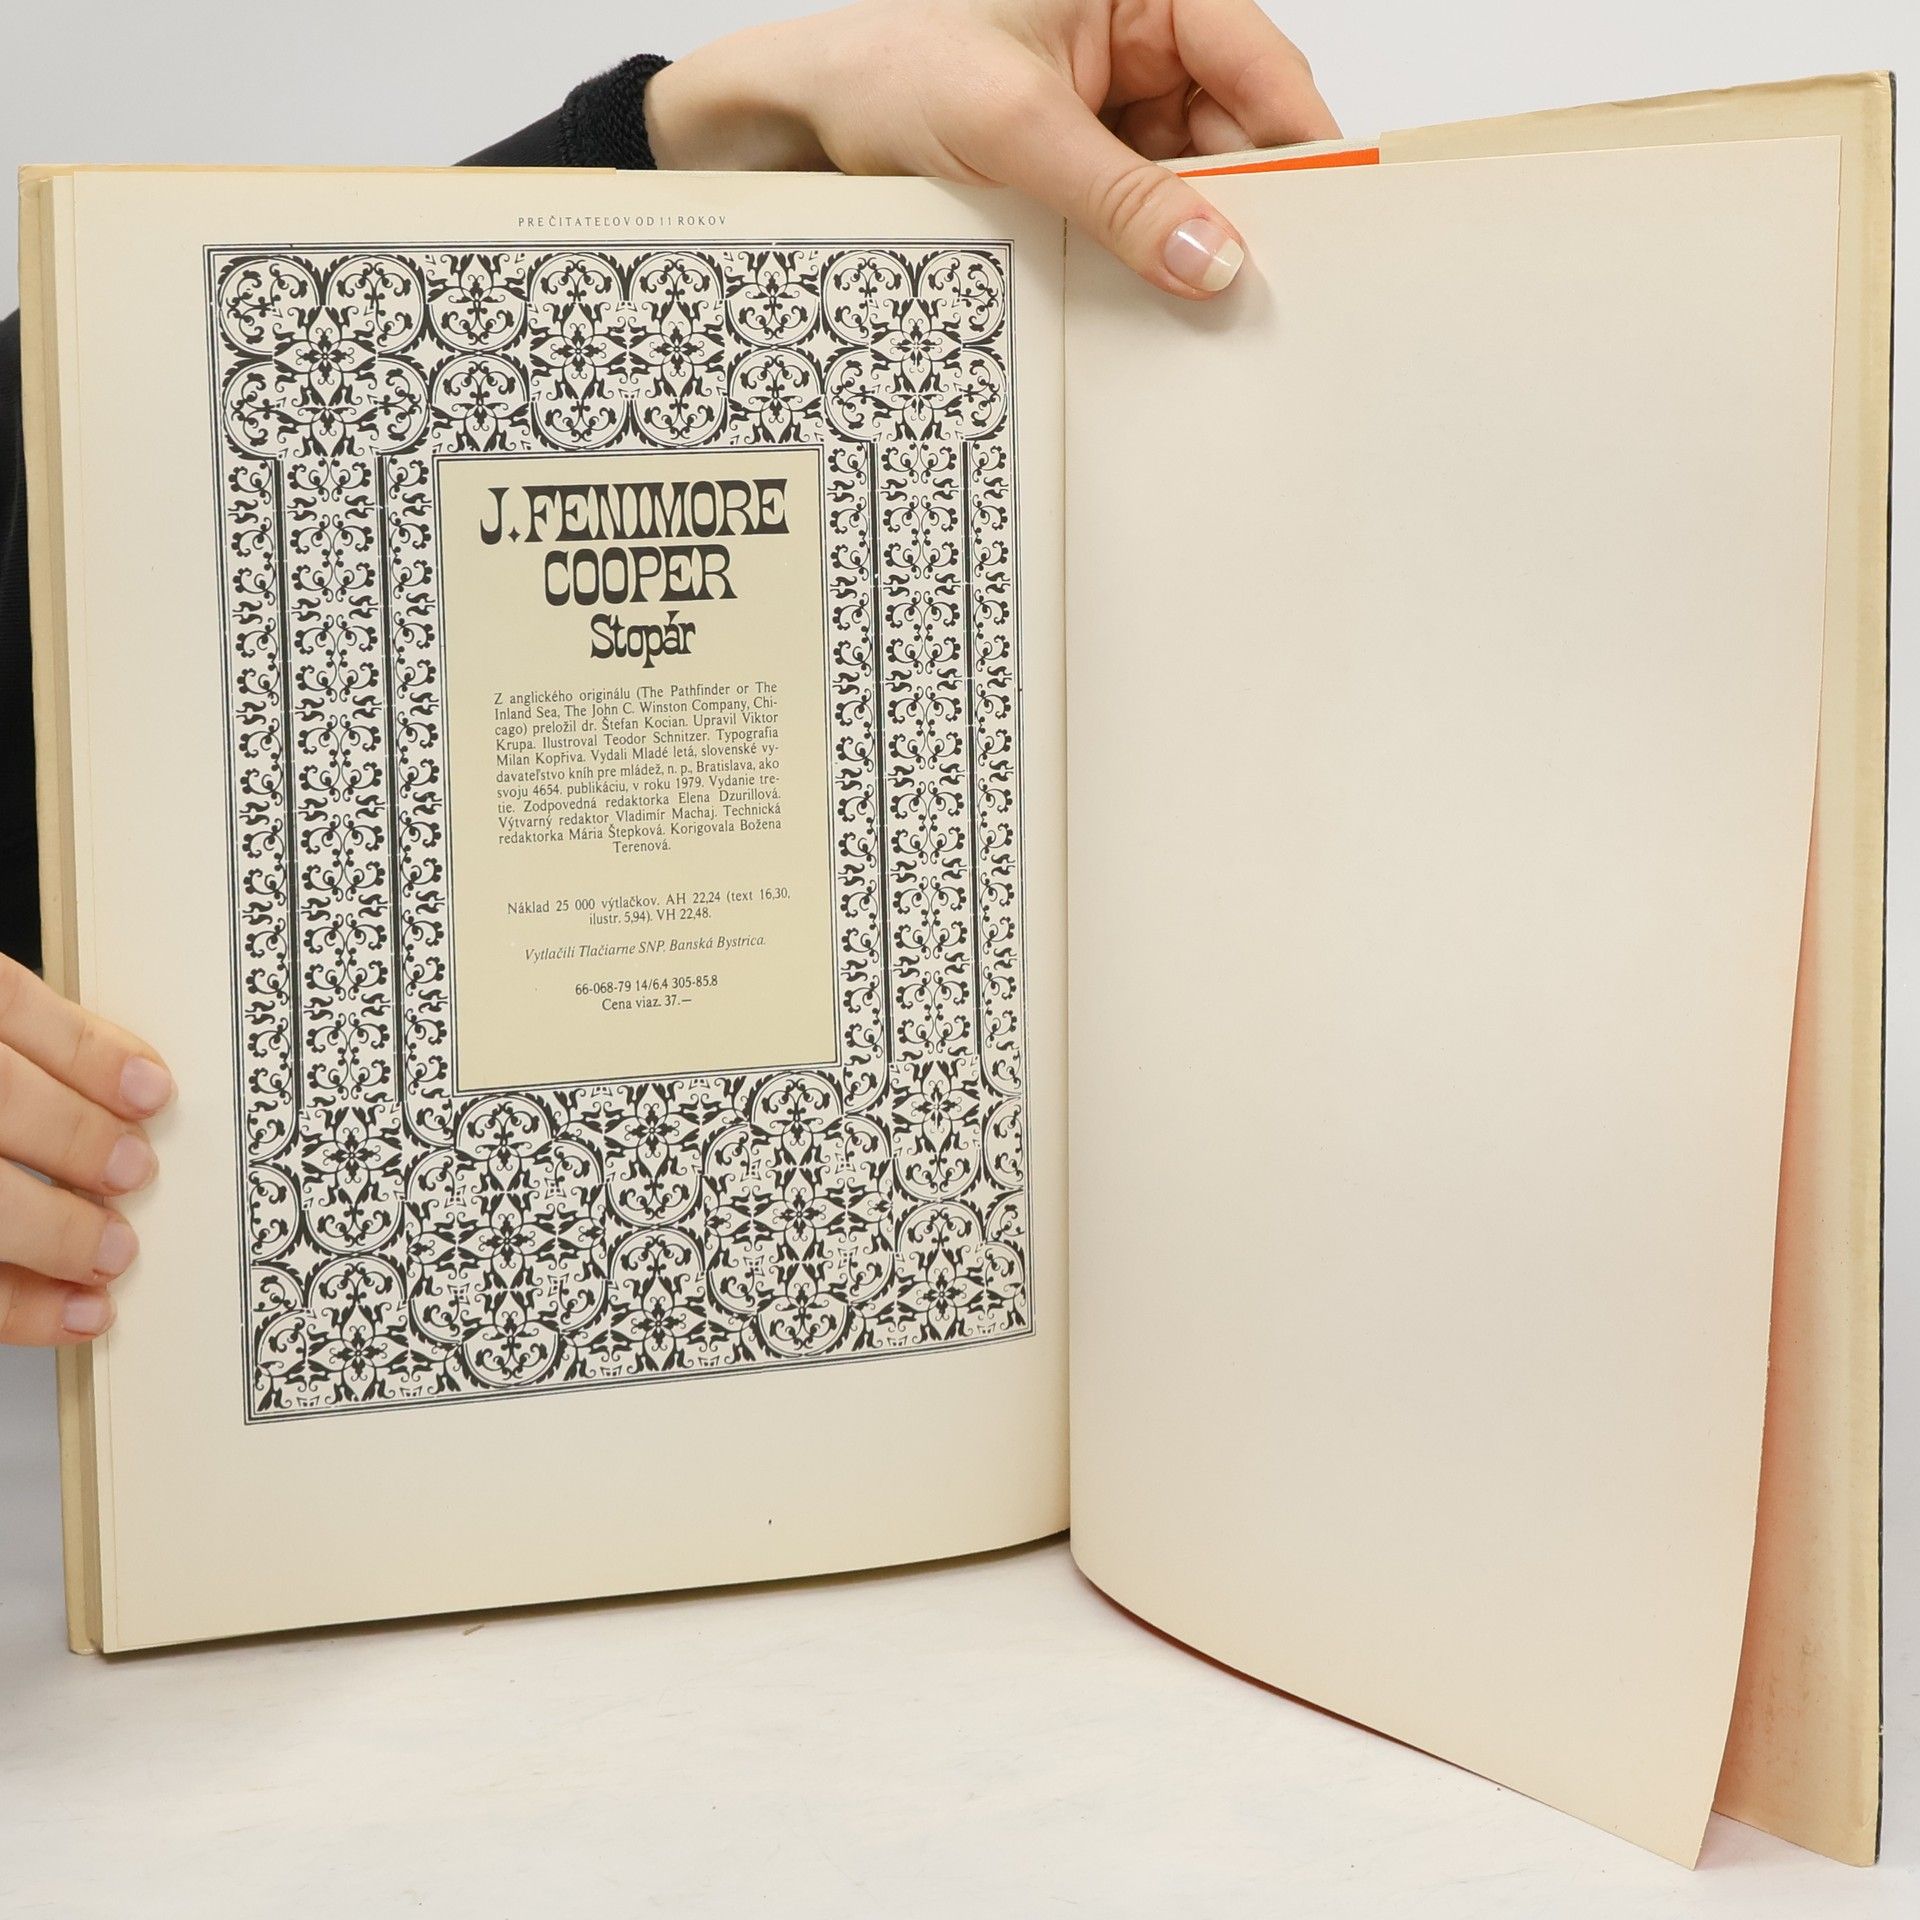 PRE ČITATEĽOV OD 11 ROKOV
J. FENIMORE
COOPER
Stopár
Z anglického originálu (The Pathfinder or The
Inland Sea, The John C. Winston Company, Chi-
cago) preložil dr. Štefan Kocian. Upravil Viktor
Krupa. Ilustroval Teodor Schnitzer. Typografia
Milan Kopřiva. Vydali Mladé letá, slovenské vy-
davateľstvo kníh pre mládež, n. p., Bratislava, ako
svoju 4654. publikáciu, v roku 1979. Vydanie tre-
tie. Zodpovedná redaktorka Elena Dzurillová.
Výtvarný redaktor Vladimír Machaj. Technická
redaktorka Mária Štepková. Korigovala Božena
Terenová.
Náklad 25 000 výtlačkov. AH 22,24 (text 16,30,
ilustr. 5,94). VH 22,48.
Vytlačili Tlačiarne SNP, Banská Bystrica.
66-068-79 14/6.4 305-85.8
Cena viaz. 37.—